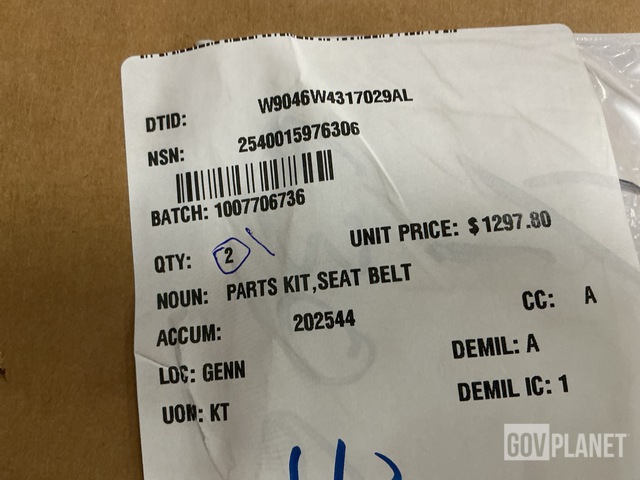 DTID: W9046W4317029AL
NSN: 2540015976306
BATCH: 1007706736
QTY: 2 UNIT PRICE: $1297.80
NOUN: PARTS KIT,SEAT BELT
ACCUM: 202544 CC: A
LOC: GENN DEMIL: A
UOM: KT DEMIL IC: 1
GOVPLANET